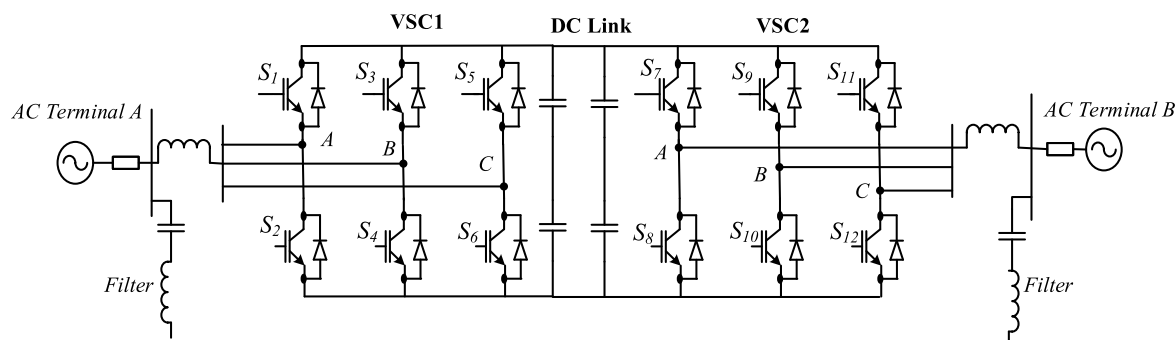 VSC1
DC Link
VSC2
S1
S3
S5
S7
S9
S11
AC Terminal A
AC Terminal B
A
B
C
A
B
C
S2
S4
S6
S8
S10
S12
Filter
Filter